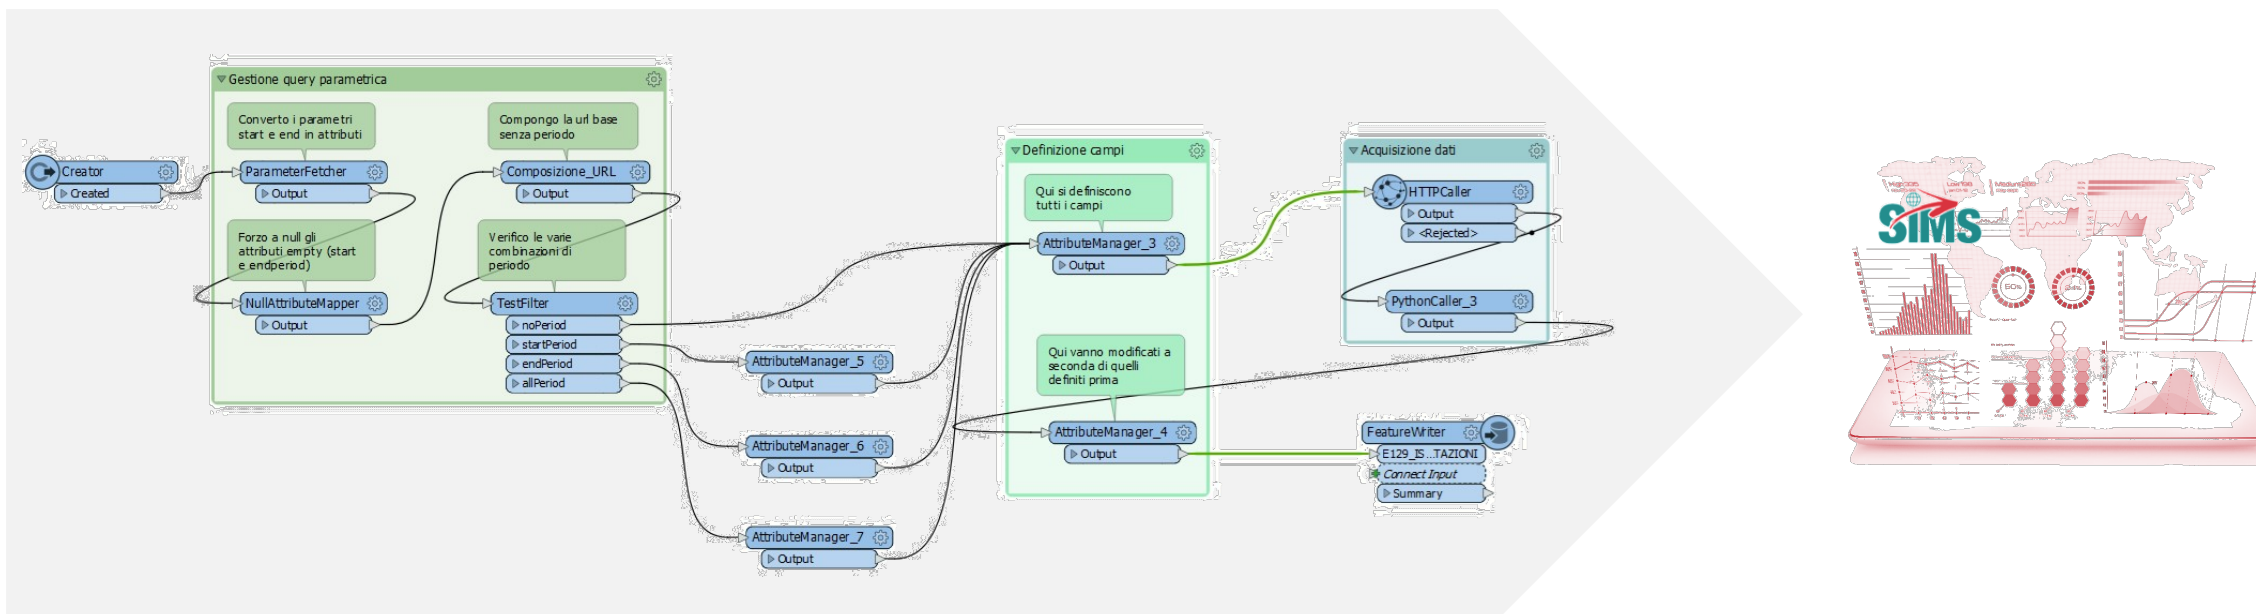 Gestione query parametrica
Converto i parametri
start e end in attributi
Compongo la url base
senza periodo
Creator
Created
ParameterFetcher
Output
Composizione_URL
Output
Forzo a null gli
attributi empty (start
e endperiod)
Verifico le varie
combinazioni di
periodo
NullAttributeMapper
Output
TestFilter
noPeriod
startPeriod
endPeriod
allPeriod
AttributeManager_5
Output
AttributeManager_6
Output
AttributeManager_7
Output
Definizione campi
Qui si definiscono
tutti i campi
AttributeManager_3
Output
Qui vanno modificati a
seconda di quelli
definiti prima
AttributeManager_4
Output
Acquisizione dati
HTTPCaller
Output
<Rejected>
PythonCaller_3
Output
FeatureWriter
E129_IS...TAZIONI
Connect Input
Summary
SIMS
60%